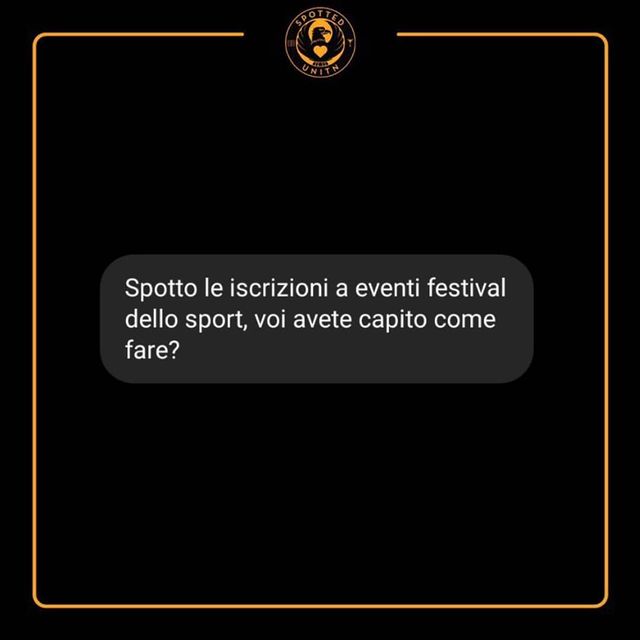 SPOTTED
UNITN
Spotto le iscrizioni a eventi festival
dello sport, voi avete capito come
fare?